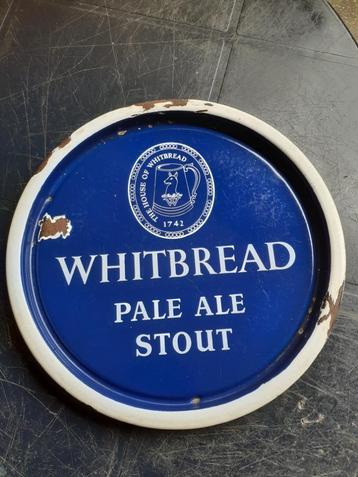 THE HOUSE OF WHITBREAD
1742
WHITBREAD
PALE ALE
STOUT